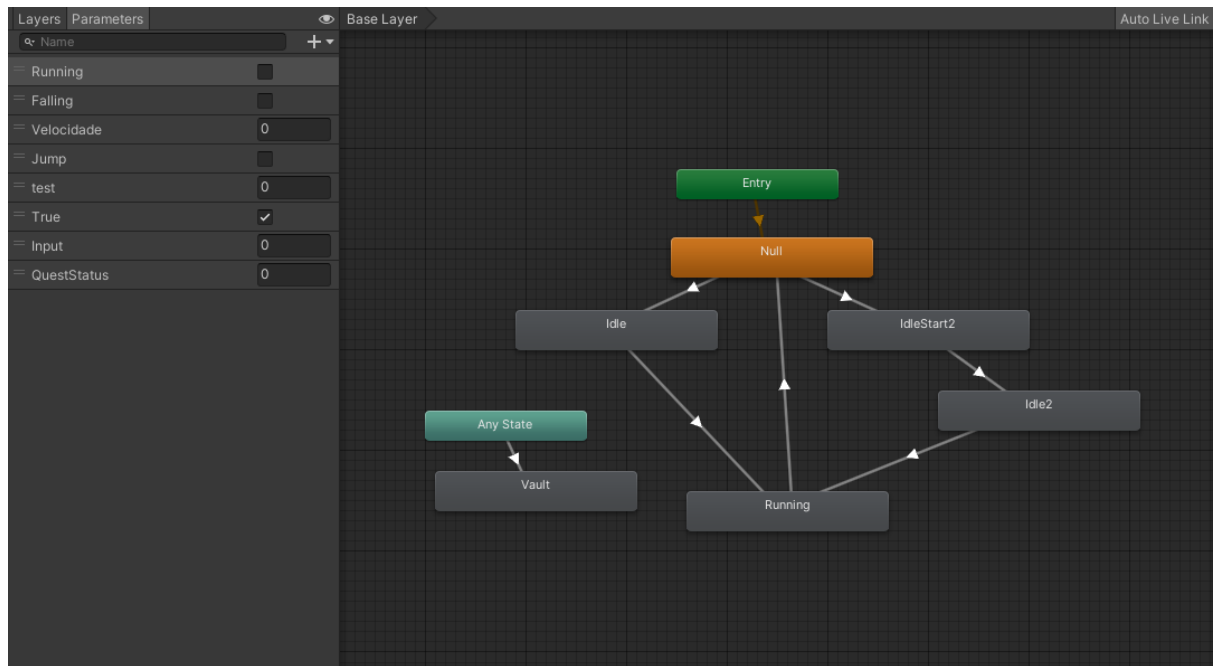 Layers Parameters
Base Layer
Auto Live Link
Name
Running
Falling
Velocidade 0
Jump
test 0
True
Input 0
QuestStatus 0
Entry
Null
Idle
IdleStart2
Idle2
Any State
Vault
Running